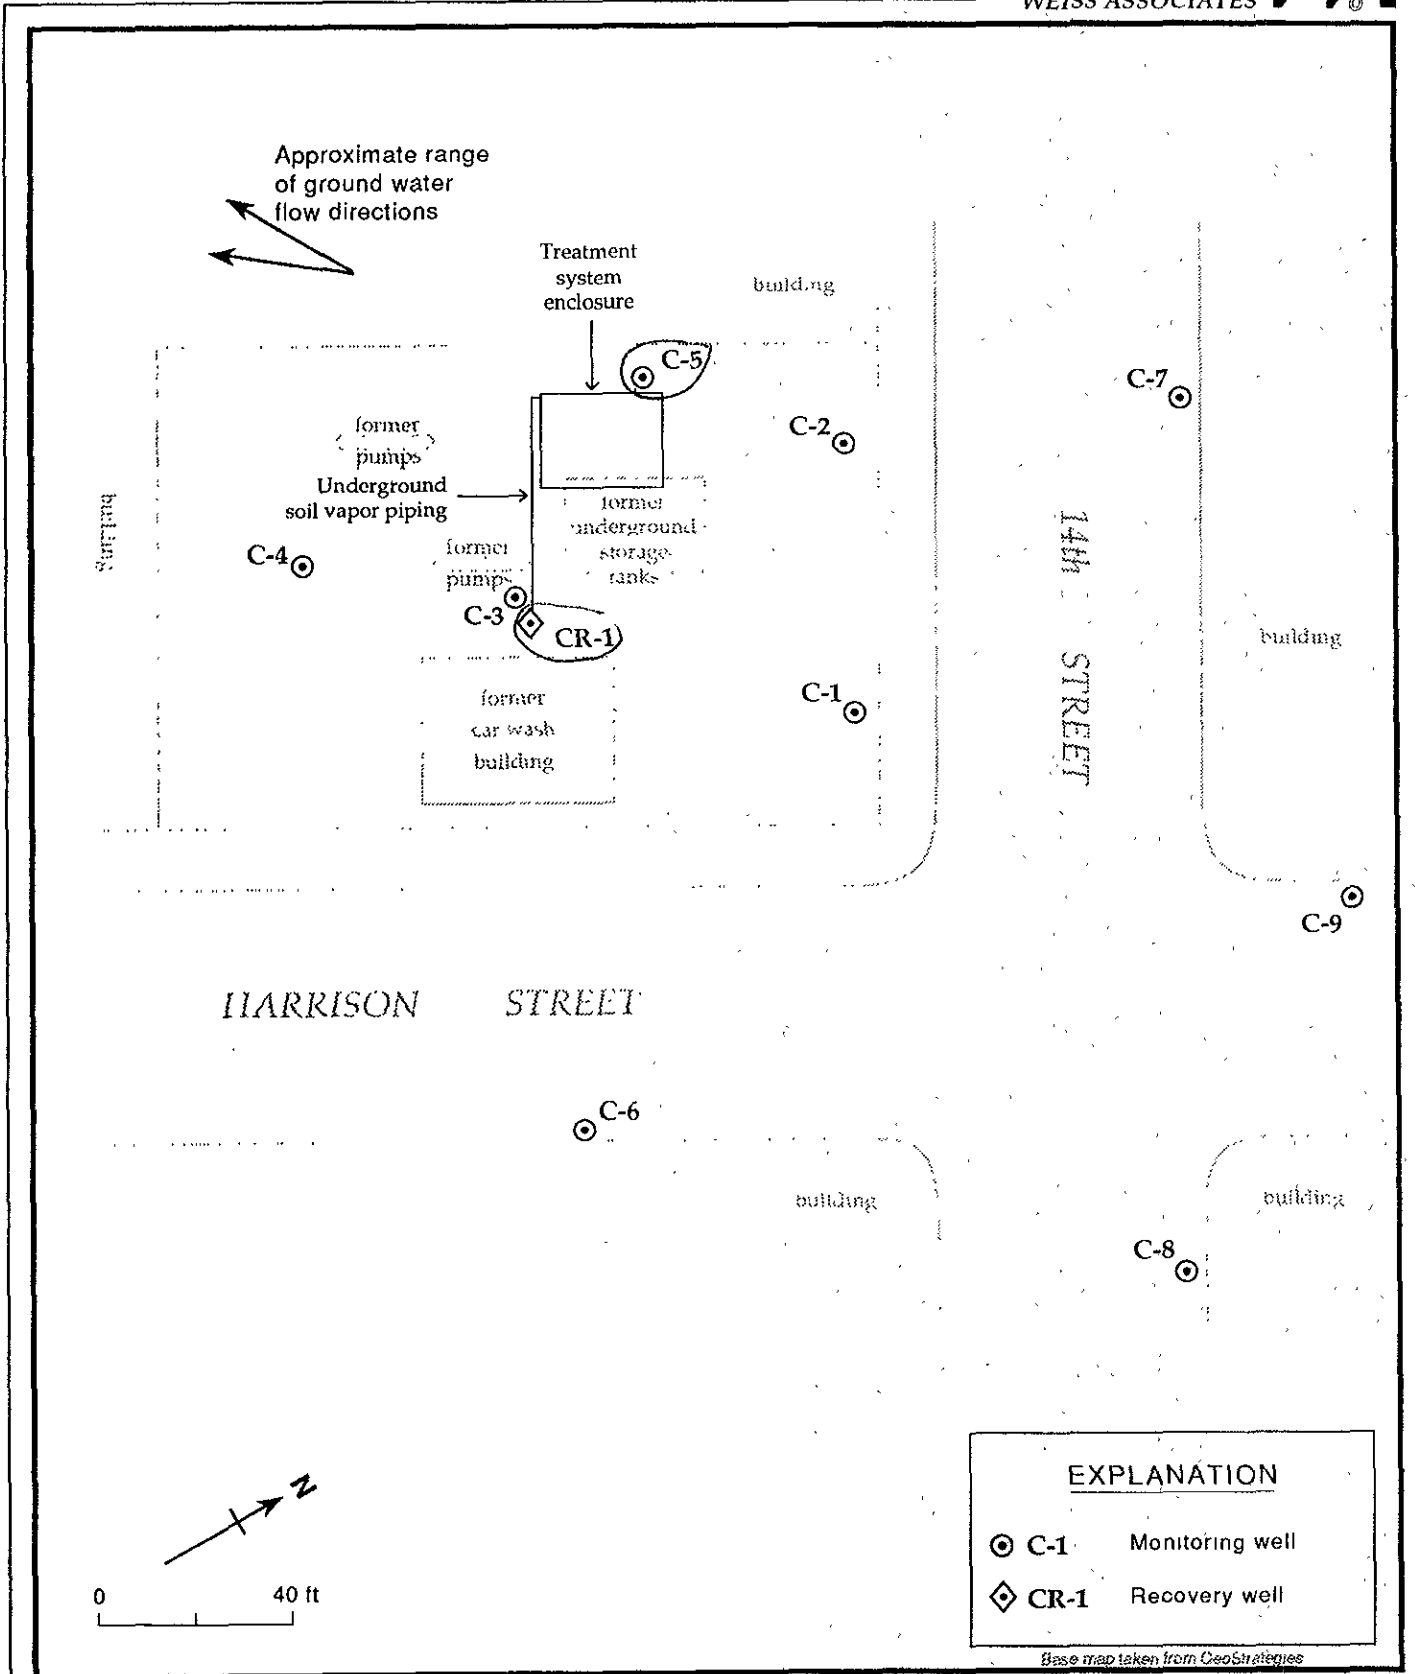 WEISS ASSOCIATES
Approximate range
of ground water
flow directions
Treatment
system
enclosure
building
C-5
C-7
C-2
former
pumps
Underground
soil vapor piping
former
underground
storage
tanks
building
14th STREET
C-4
former
pumps
C-3
CR-1
building
C-1
former
car wash
building
C-9
HARRISON STREET
C-6
building
building
C-8
N
0 40 ft
EXPLANATION
C-1 Monitoring well
CR-1 Recovery well
Base map taken from GeoStrategies